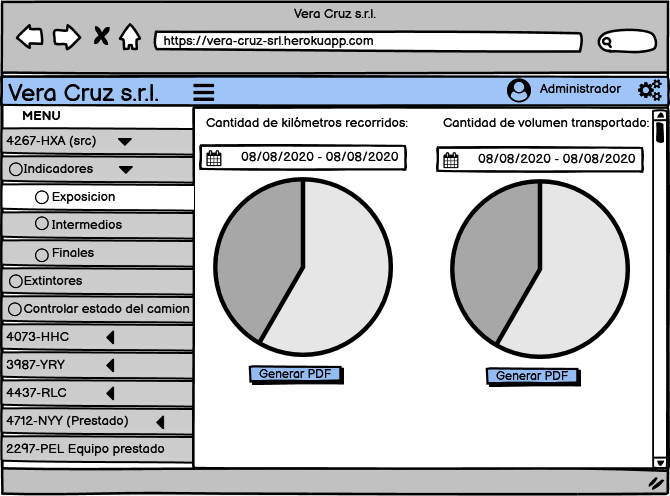 Vera Cruz s.r.l.
https://vera-cruz-srl.herokuapp.com
Vera Cruz s.r.l.
Administrador
MENU
4267-HXA (src)
Indicadores
Exposicion
Intermedios
Finales
Extintores
Controlar estado del camion
4073-HHC
3987-YRY
4437-RLC
4712-NYY (Prestado)
2297-PEL Equipo prestado
Cantidad de kilómetros recorridos:
08/08/2020 - 08/08/2020
Generar PDF
Cantidad de volumen transportado:
08/08/2020 - 08/08/2020
Generar PDF